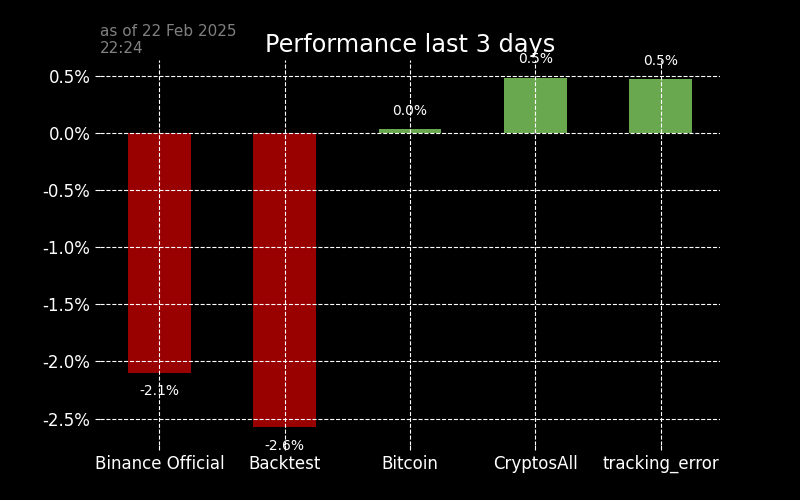 as of 22 Feb 2025
22:24
Performance last 3 days
0.5%
0.5%
0.0%
0.5%
0.0%
-0.5%
-1.0%
-1.5%
-2.0%
-2.5%
-2.1%
-2.6%
Binance Official
Backtest
Bitcoin
CryptosAll
tracking_error